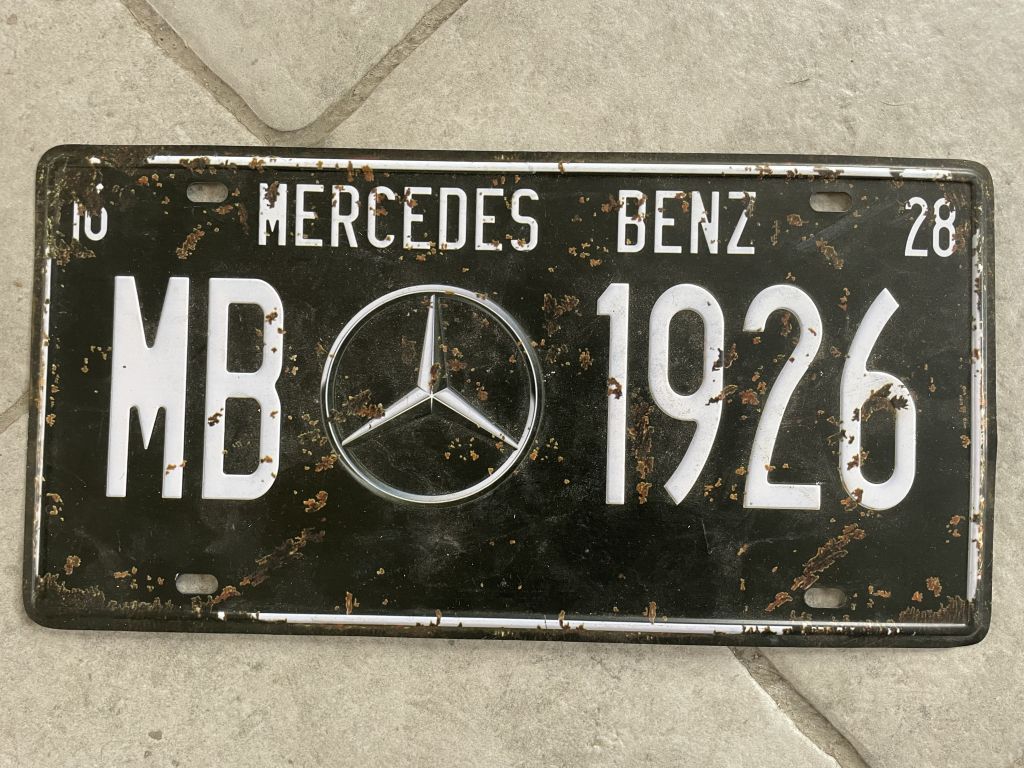 10 MERCEDES BENZ 28
MB 1926